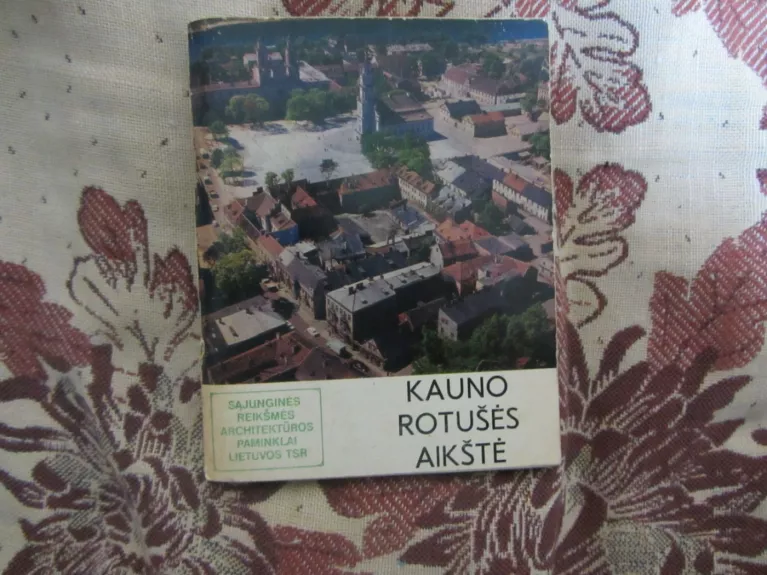 SĄJUNGINĖS
REIKŠMĖS
ARCHITEKTŪROS
PAMINKLAI
LIETUVOS TSR
KAUNO
ROTUŠĖS
AIKŠTĖ